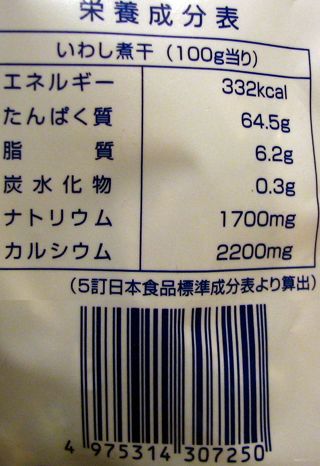 栄養成分表
いわし煮干(100g当り)
エネルギー 332kcal
たんぱく質 64.5g
脂質 6.2g
炭水化物 0.3g
ナトリウム 1700mg
カルシウム 2200mg
(5訂日本食品標準成分表より算出)
4 975314 307250